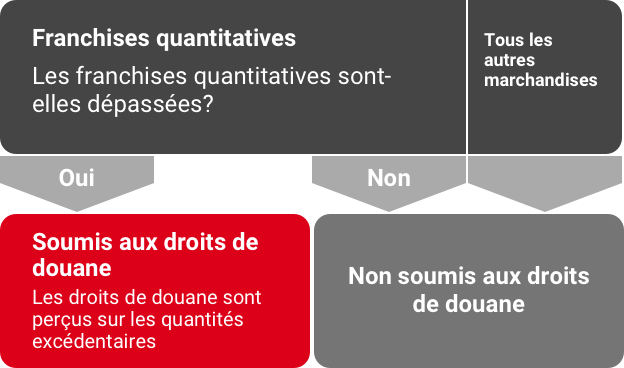 Franchises quantitatives
Les franchises quantitatives sont-
elles dépassées?
Tous les
autres
marchandises
Oui
Non
Soumis aux droits de
douane
Les droits de douane sont
perçus sur les quantités
excédentaires
Non soumis aux droits
de douane